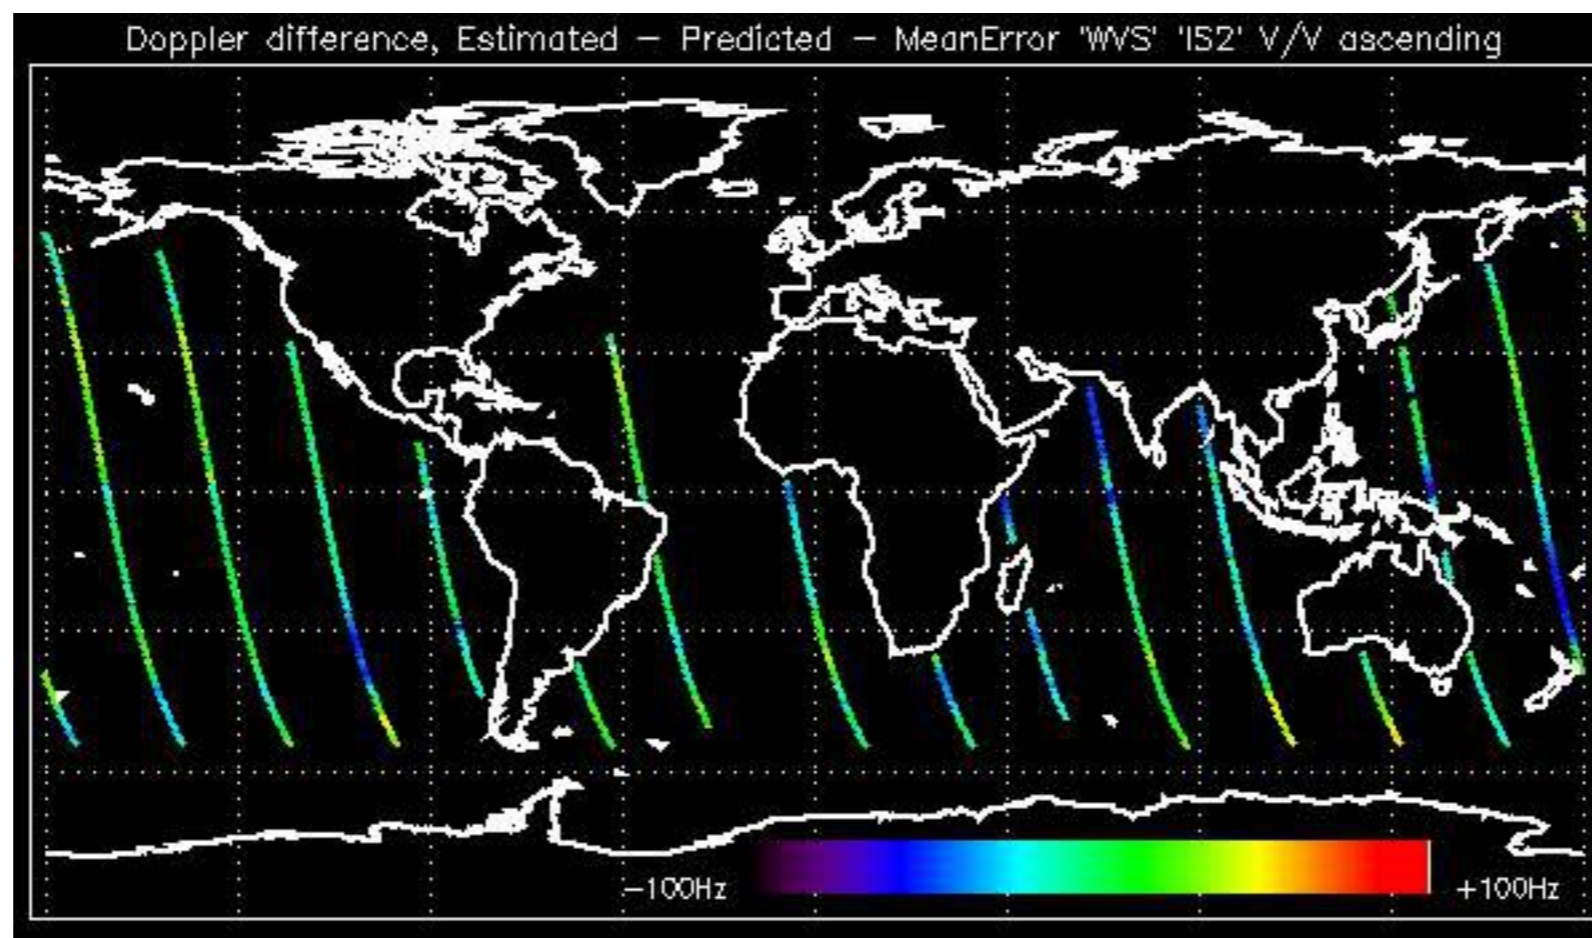 Doppler difference, Estimated – Predicted – MeanError 'WVS' 'IS2' V/V ascending
–100Hz
+100Hz